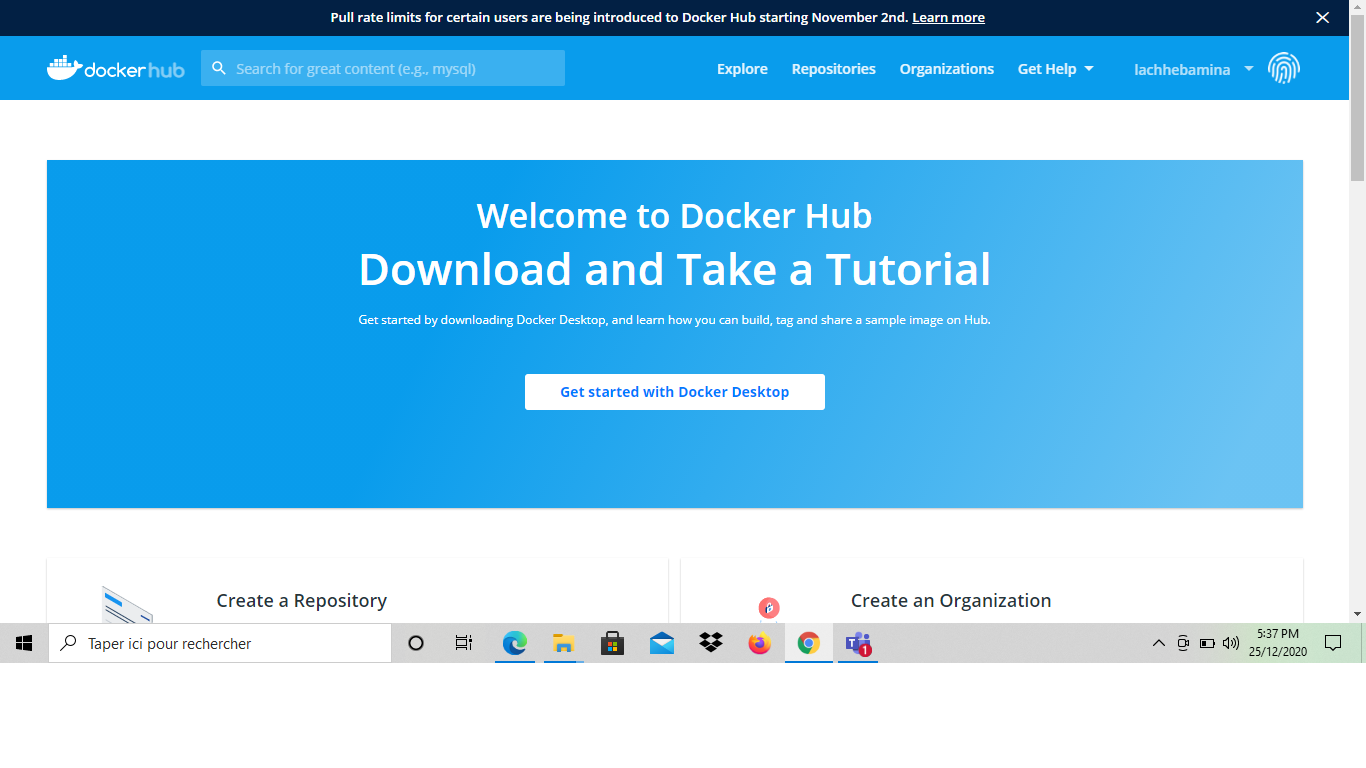 Pull rate limits for certain users are being introduced to Docker Hub starting November 2nd. Learn more
dockerhub
Search for great content (e.g., mysql)
Explore
Repositories
Organizations
Get Help
lachhebamina
Welcome to Docker Hub
Download and Take a Tutorial
Get started by downloading Docker Desktop, and learn how you can build, tag and share a sample image on Hub.
Get started with Docker Desktop
Create a Repository
Create an Organization
Taper ici pour rechercher
T
1
5:37 PM
25/12/2020